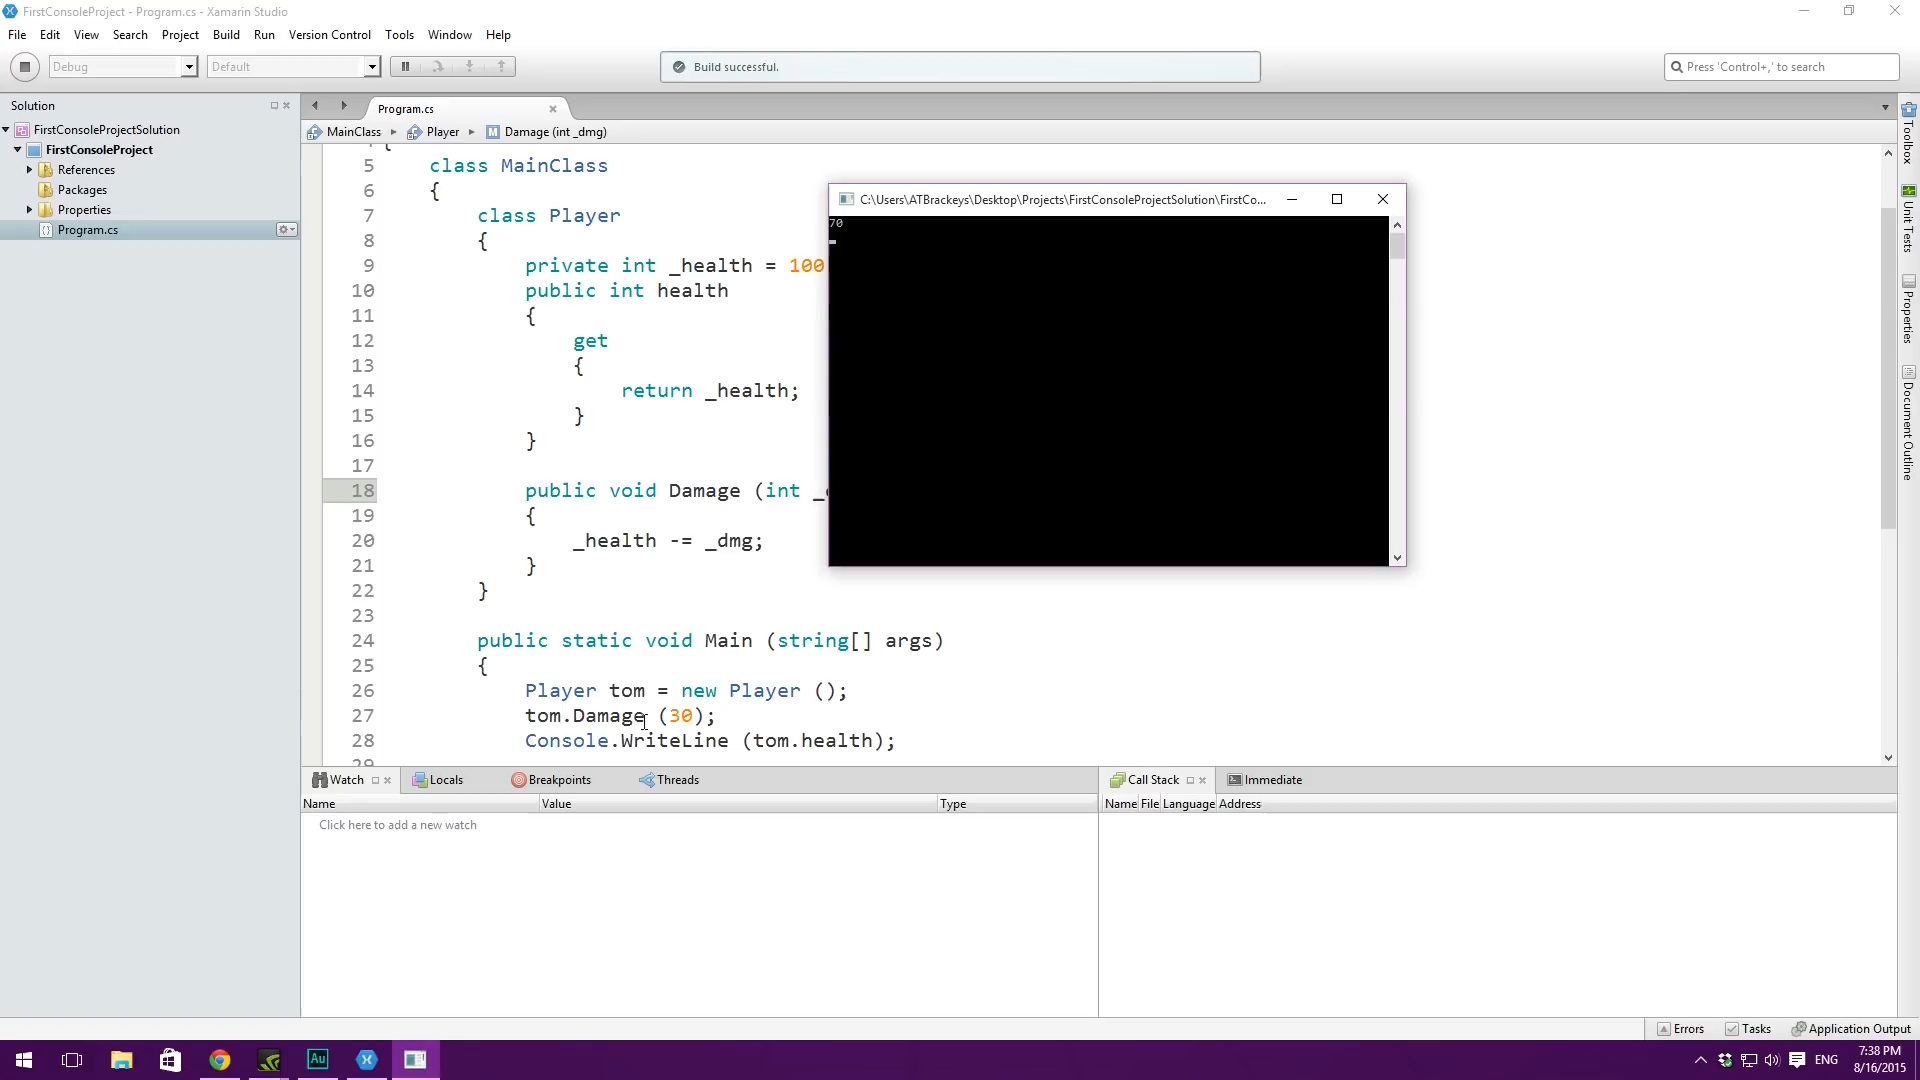 FirstConsoleProject - Program.cs - Xamarin Studio
File Edit View Search Project Build Run Version Control Tools Window Help
Debug Default Build successful. Press 'Control+,' to search
Solution
FirstConsoleProjectSolution
FirstConsoleProject
References
Packages
Properties
Program.cs
Program.cs
MainClass Player M Damage (int _dmg)
5 class MainClass
6 {
7 class Player
8 {
9 private int _health = 100
10 public int health
11 {
12 get
13 {
14 return _health;
15 }
16 }
17
18 public void Damage (int _
19 {
20 _health -= _dmg;
21 }
22 }
23
24 public static void Main (string[] args)
25 {
26 Player tom = new Player ();
27 tom.Damage (30);
28 Console.WriteLine (tom.health);
C:\Users\ATBrackeys\Desktop\Projects\FirstConsoleProjectSolution\FirstCo...
70
Toolbox
Unit Tests
Properties
Document Outline
Watch Locals Breakpoints Threads
Name Value Type
Click here to add a new watch
Call Stack Immediate
Name File Language Address
Errors Tasks Application Output
Au
ENG
7:38 PM
8/16/2015